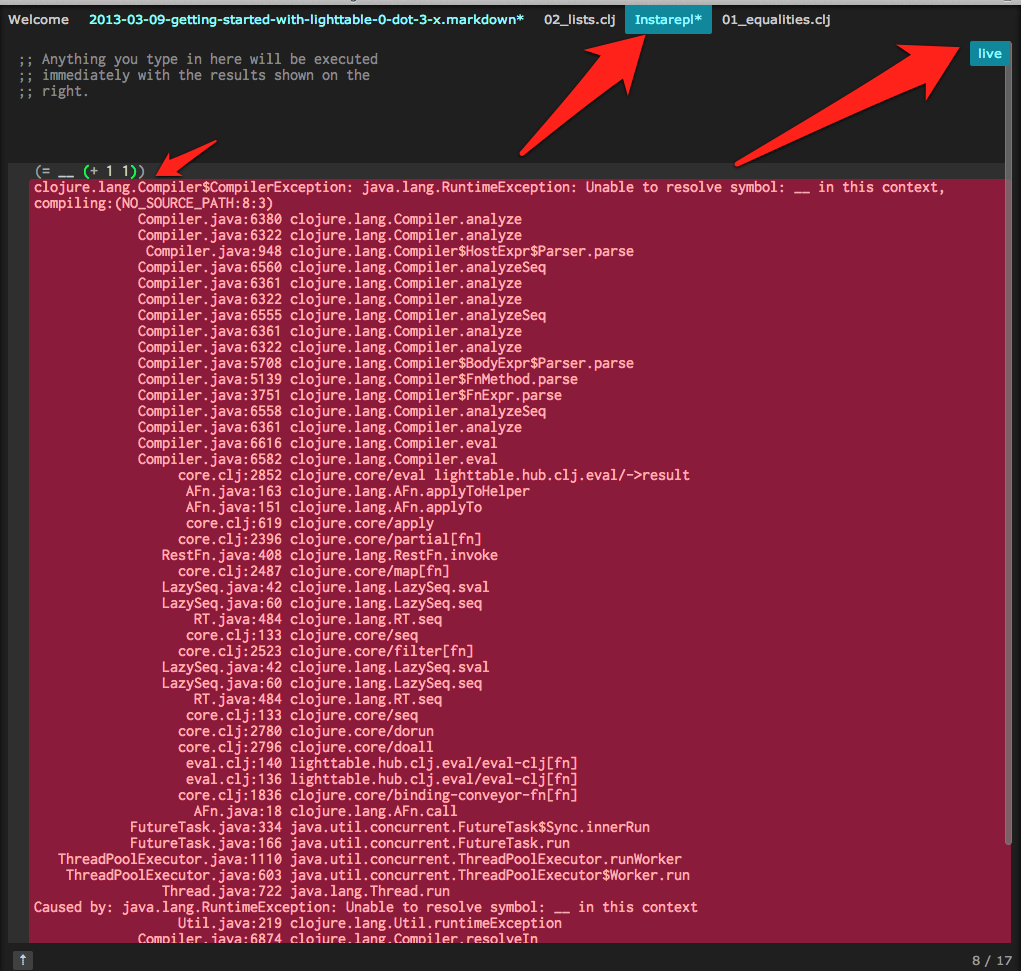 Welcome 2013-03-09-getting-started-with-lighttable-0-dot-3-x.markdown* 02_lists.clj Instarepl* 01_equalities.clj
live
;; Anything you type in here will be executed
;; immediately with the results shown on the
;; right.
(= __ (+ 1 1))
clojure.lang.Compiler$CompilerException: java.lang.RuntimeException: Unable to resolve symbol: __ in this context,
compiling:(NO_SOURCE_PATH:8:3)
Compiler.java:6380 clojure.lang.Compiler.analyze
Compiler.java:6322 clojure.lang.Compiler.analyze
Compiler.java:948 clojure.lang.Compiler$HostExpr$Parser.parse
Compiler.java:6560 clojure.lang.Compiler.analyzeSeq
Compiler.java:6361 clojure.lang.Compiler.analyze
Compiler.java:6322 clojure.lang.Compiler.analyze
Compiler.java:6555 clojure.lang.Compiler.analyzeSeq
Compiler.java:6361 clojure.lang.Compiler.analyze
Compiler.java:6322 clojure.lang.Compiler.analyze
Compiler.java:5708 clojure.lang.Compiler$BodyExpr$Parser.parse
Compiler.java:5139 clojure.lang.Compiler$FnMethod.parse
Compiler.java:3751 clojure.lang.Compiler$FnExpr.parse
Compiler.java:6558 clojure.lang.Compiler.analyzeSeq
Compiler.java:6361 clojure.lang.Compiler.analyze
Compiler.java:6616 clojure.lang.Compiler.eval
Compiler.java:6582 clojure.lang.Compiler.eval
core.clj:2852 clojure.core/eval lighttable.hub.clj.eval/->result
AFn.java:163 clojure.lang.AFn.applyToHelper
AFn.java:151 clojure.lang.AFn.applyTo
core.clj:619 clojure.core/apply
core.clj:2396 clojure.core/partial[fn]
RestFn.java:408 clojure.lang.RestFn.invoke
core.clj:2487 clojure.core/map[fn]
LazySeq.java:42 clojure.lang.LazySeq.sval
LazySeq.java:60 clojure.lang.LazySeq.seq
RT.java:484 clojure.lang.RT.seq
core.clj:133 clojure.core/seq
core.clj:2523 clojure.core/filter[fn]
LazySeq.java:42 clojure.lang.LazySeq.sval
LazySeq.java:60 clojure.lang.LazySeq.seq
RT.java:484 clojure.lang.RT.seq
core.clj:133 clojure.core/seq
core.clj:2780 clojure.core/dorun
core.clj:2796 clojure.core/doall
eval.clj:140 lighttable.hub.clj.eval/eval-clj[fn]
eval.clj:136 lighttable.hub.clj.eval/eval-clj[fn]
core.clj:1836 clojure.core/binding-conveyor-fn[fn]
AFn.java:18 clojure.lang.AFn.call
FutureTask.java:334 java.util.concurrent.FutureTask$Sync.innerRun
FutureTask.java:166 java.util.concurrent.FutureTask.run
ThreadPoolExecutor.java:1110 java.util.concurrent.ThreadPoolExecutor.runWorker
ThreadPoolExecutor.java:603 java.util.concurrent.ThreadPoolExecutor$Worker.run
Thread.java:722 java.lang.Thread.run
Caused by: java.lang.RuntimeException: Unable to resolve symbol: __ in this context
Util.java:219 clojure.lang.Util.runtimeException
Compiler.java:6874 clojure.lang.Compiler.resolveIn
↑ 8 / 17